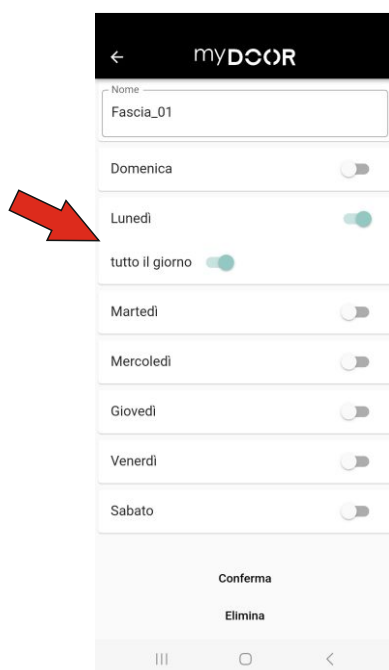 myDOOR
Nome
Fascia_01
Domenica
Lunedì
tutto il giorno
Martedì
Mercoledì
Giovedì
Venerdì
Sabato
Conferma
Elimina